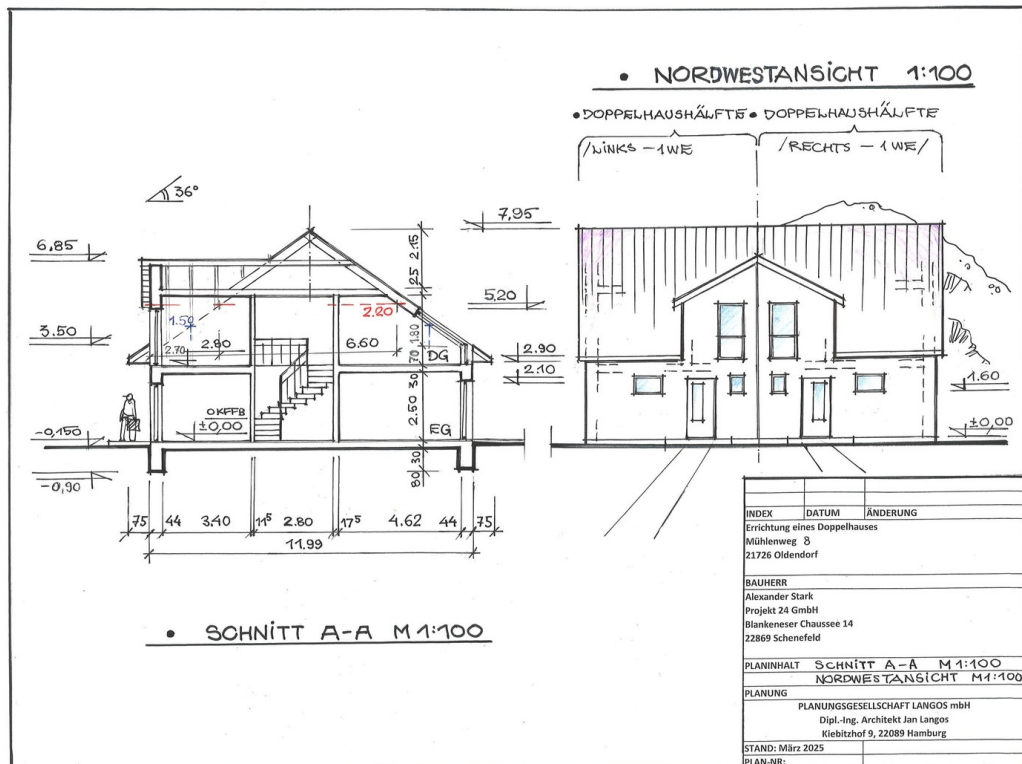 • NORDWESTANSICHT 1:100
• DOPPELHAUSHÄLFTE • DOPPELHAUSHÄLFTE
/LINKS – 1WE /RECHTS – 1WE/
36°
7,95
6,85
2.15
25
5,20
2.20
1.50
3.50
2.80
6.60
1.80
2.70
70
DG
2.90
2.10
30
1.60
2.50
OKFFB
±0,00
EG
±0,00
-0,150
30
80
-0,90
75 44 3.40 11⁵ 2.80 17⁵ 4.62 44 75
11.99
• SCHNITT A-A M 1:100
INDEX DATUM ÄNDERUNG
Errichtung eines Doppelhauses
Mühlenweg 8
21726 Oldendorf
BAUHERR
Alexander Stark
Projekt 24 GmbH
Blankeneser Chaussee 14
22869 Schenefeld
PLANINHALT SCHNITT A-A M 1:100
NORDWESTANSICHT M 1:100
PLANUNG
PLANUNGSGESELLSCHAFT LANGOS mbH
Dipl.-Ing. Architekt Jan Langos
Kiebitzhof 9, 22089 Hamburg
STAND: März 2025
PLAN-NR: